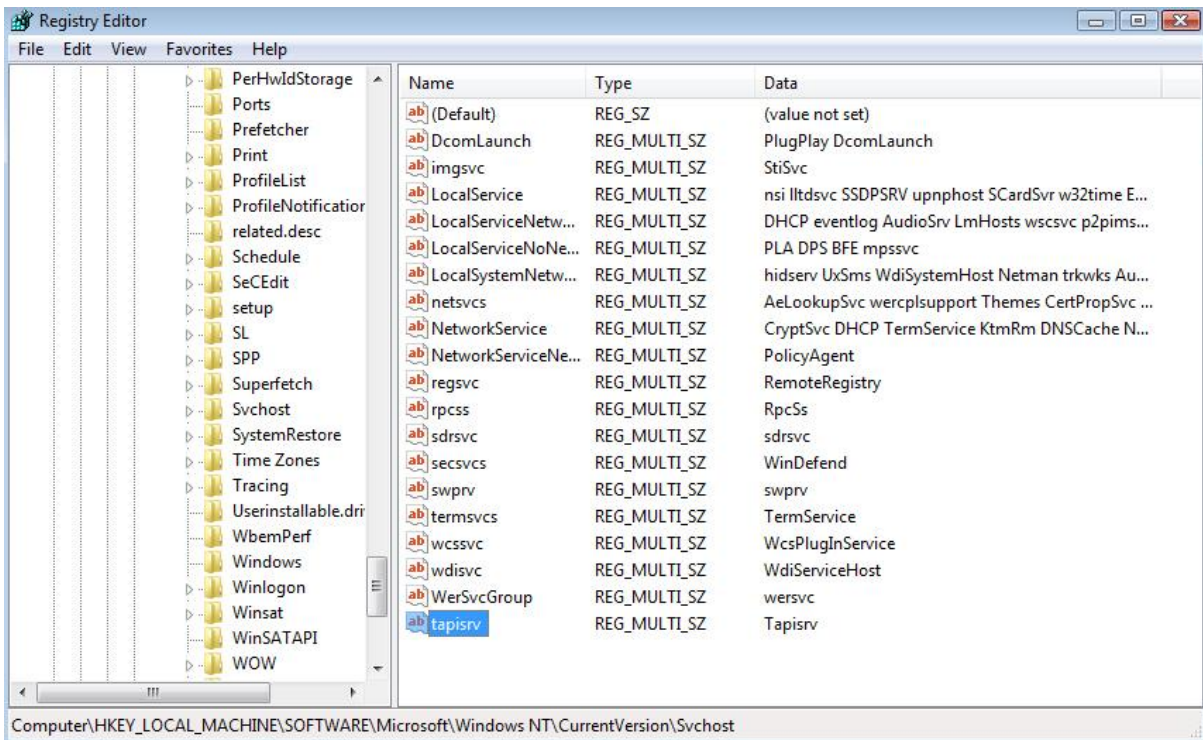 Registry Editor
File Edit View Favorites Help
PerHwIdStorage
Ports
Prefetcher
Print
ProfileList
ProfileNotification
related.desc
Schedule
SeCEdit
setup
SL
SPP
Superfetch
Svchost
SystemRestore
Time Zones
Tracing
Userinstallable.dri
WbemPerf
Windows
Winlogon
Winsat
WinSATAPI
WOW
Name Type Data
(Default) REG_SZ (value not set)
DcomLaunch REG_MULTI_SZ PlugPlay DcomLaunch
imgsvc REG_MULTI_SZ StiSvc
LocalService REG_MULTI_SZ nsi lltdsvc SSDPSRV upnphost SCardSvr w32time E...
LocalServiceNetw... REG_MULTI_SZ DHCP eventlog AudioSrv LmHosts wscsvc p2pims...
LocalServiceNoNe... REG_MULTI_SZ PLA DPS BFE mpssvc
LocalSystemNetw... REG_MULTI_SZ hidserv UxSms WdiSystemHost Netman trkwks Au...
netsvcs REG_MULTI_SZ AeLookupSvc wercplsupport Themes CertPropSvc ...
NetworkService REG_MULTI_SZ CryptSvc DHCP TermService KtmRm DNSCache N...
NetworkServiceNe... REG_MULTI_SZ PolicyAgent
regsvc REG_MULTI_SZ RemoteRegistry
rpcss REG_MULTI_SZ RpcSs
sdrsvc REG_MULTI_SZ sdrsvc
secsvcs REG_MULTI_SZ WinDefend
swprv REG_MULTI_SZ swprv
termsvcs REG_MULTI_SZ TermService
wcssvc REG_MULTI_SZ WcsPlugInService
wdisvc REG_MULTI_SZ WdiServiceHost
WerSvcGroup REG_MULTI_SZ wersvc
tapisrv REG_MULTI_SZ Tapisrv
Computer\HKEY_LOCAL_MACHINE\SOFTWARE\Microsoft\Windows NT\CurrentVersion\Svchost